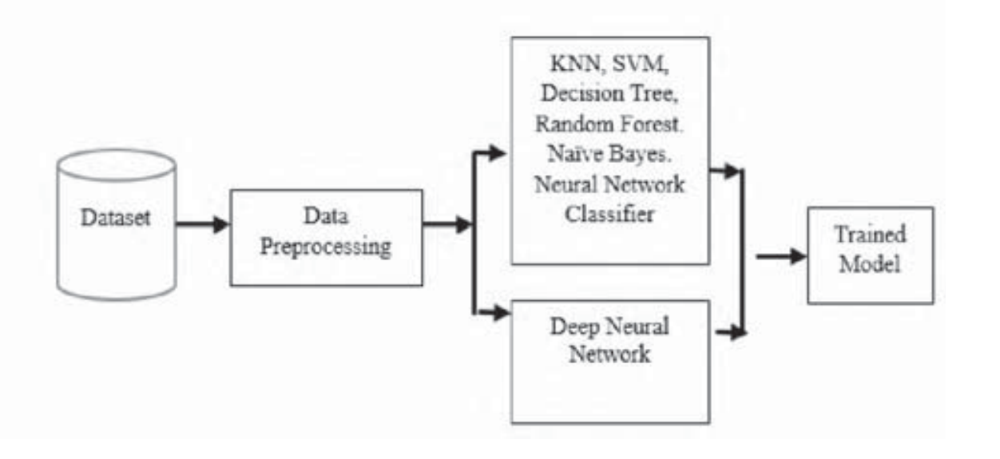 Dataset
Data
Preprocessing
KNN, SVM,
Decision Tree,
Random Forest.
Naïve Bayes.
Neural Network
Classifier
Deep Neural
Network
Trained
Model